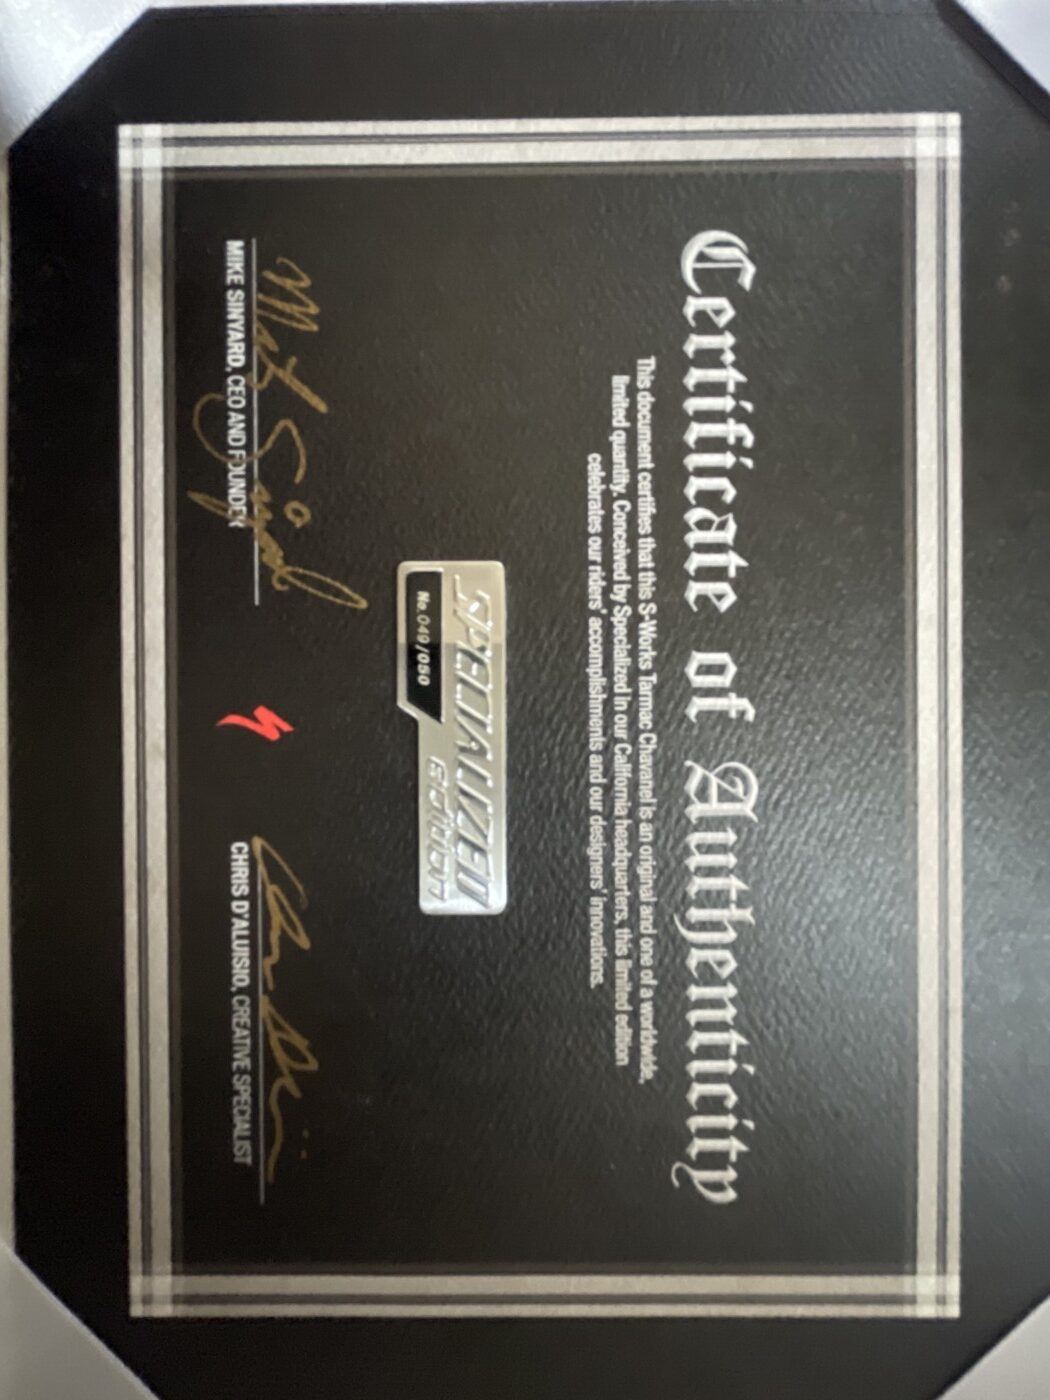 Certificate of Authenticity
This document certifies that this S-Works Tarmac Chavanel is an original and one of a worldwide,
limited quantity. Conceived by Specialized in our California headquarters, this limited edition
celebrates our riders' accomplishments and our designers' innovations.
SPECIALIZED
EDITION
No. 049/050
MIKE SINYARD, CEO AND FOUNDER
CHRIS D'ALUISIO, CREATIVE SPECIALIST